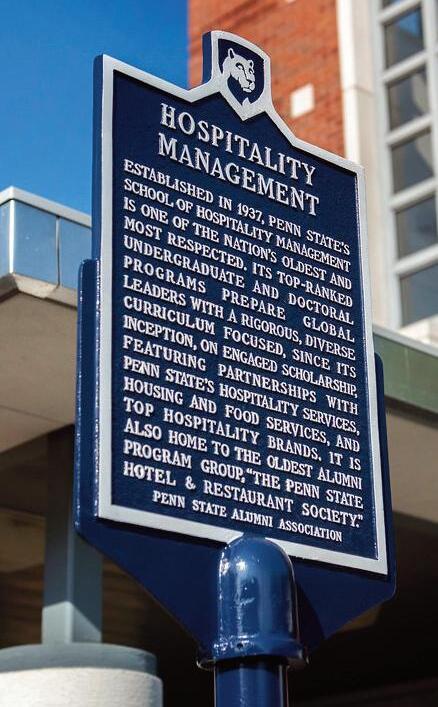 HOSPITALITY
MANAGEMENT
ESTABLISHED IN 1937, PENN STATE'S
SCHOOL OF HOSPITALITY MANAGEMENT
IS ONE OF THE NATION'S OLDEST AND
MOST RESPECTED. ITS TOP-RANKED
UNDERGRADUATE AND DOCTORAL
PROGRAMS PREPARE GLOBAL
LEADERS WITH A RIGOROUS, DIVERSE
CURRICULUM FOCUSED, SINCE ITS
INCEPTION, ON ENGAGED SCHOLARSHIP,
FEATURING PARTNERSHIPS WITH
PENN STATE'S HOSPITALITY SERVICES,
HOUSING AND FOOD SERVICES, AND
TOP HOSPITALITY BRANDS. IT IS
ALSO HOME TO THE OLDEST ALUMNI
PROGRAM GROUP, "THE PENN STATE
HOTEL & RESTAURANT SOCIETY."
PENN STATE ALUMNI ASSOCIATION